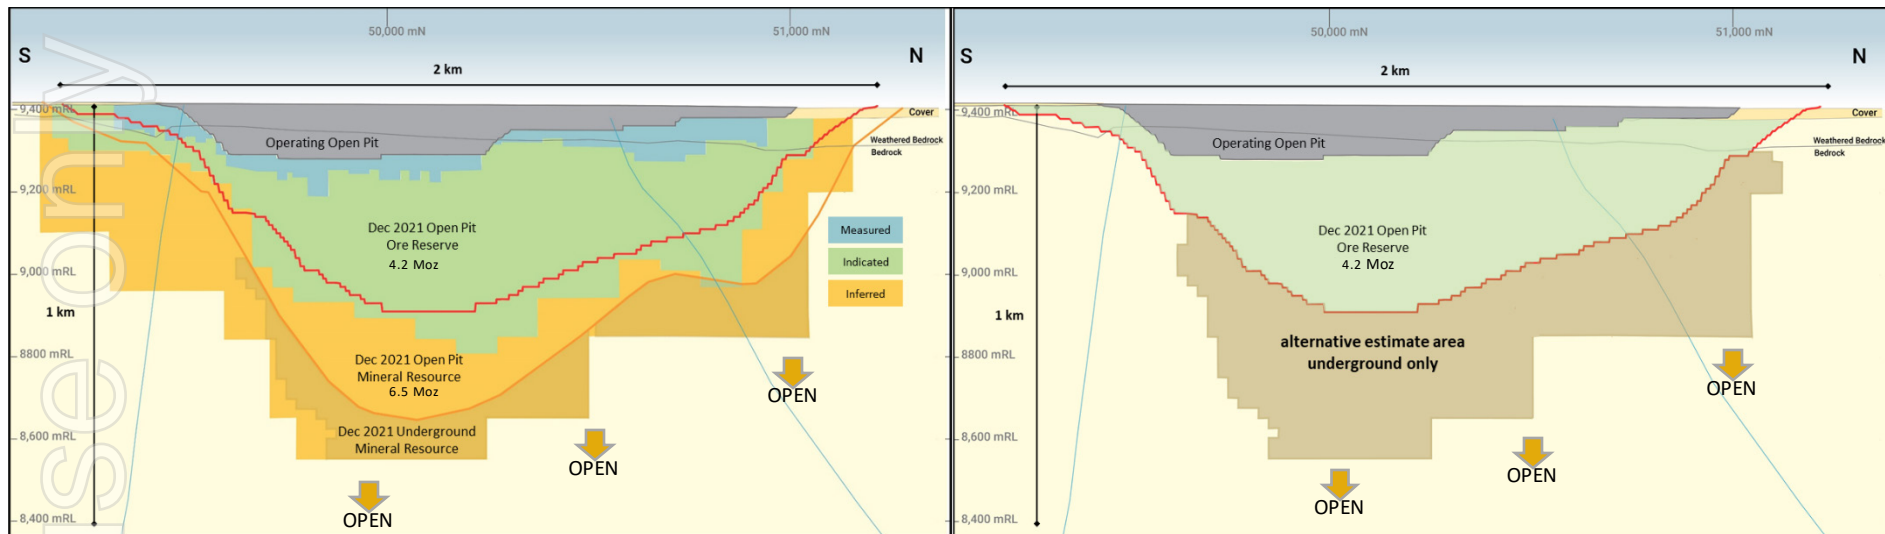 50,000 mN
51,000 mN
S
N
2 km
9,400 mRL
Cover
Operating Open Pit
Weathered Bedrock
Bedrock
9,200 mRL
Dec 2021 Open Pit
Ore Reserve
4.2 Moz
Measured
Indicated
Inferred
9,000 mRL
1 km
8800 mRL
Dec 2021 Open Pit
Mineral Resource
6.5 Moz
8,600 mRL
Dec 2021 Underground
Mineral Resource
OPEN
OPEN
OPEN
8,400 mRL
use only
50,000 mN
51,000 mN
S
N
2 km
9,400 mRL
Cover
Operating Open Pit
Weathered Bedrock
Bedrock
9,200 mRL
Dec 2021 Open Pit
Ore Reserve
4.2 Moz
9,000 mRL
1 km
alternative estimate area
underground only
8800 mRL
OPEN
8,600 mRL
OPEN
OPEN
8,400 mRL